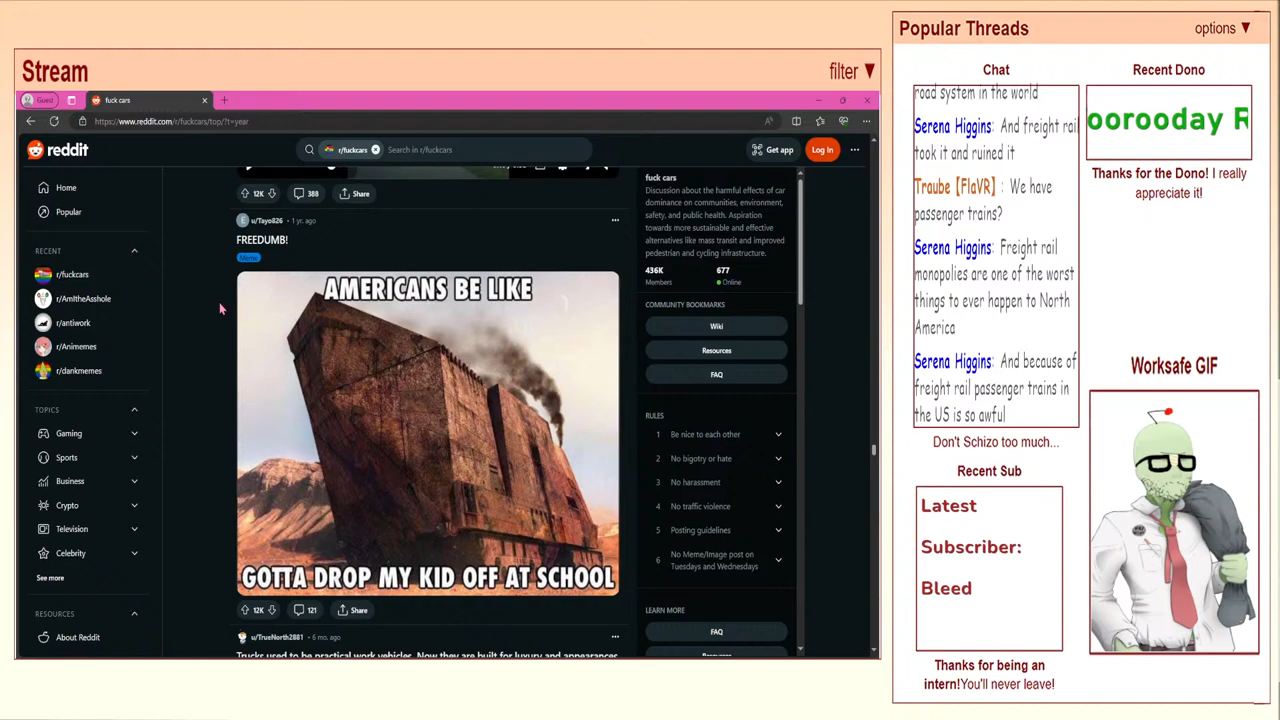 Stream
filter ▼
Guest
fuck cars
https://www.reddit.com/r/fuckcars/top/?t=year
reddit
r/fuckcars
Search in r/fuckcars
Get app
Log In
Home
Popular
RECENT
r/fuckcars
r/AmItheAsshole
r/antiwork
r/Animemes
r/dankmemes
TOPICS
Gaming
Sports
Business
Crypto
Television
Celebrity
See more
RESOURCES
About Reddit
12K
388
Share
u/Tayo826 • 1 yr. ago
FREEDUMB!
Meme
AMERICANS BE LIKE
GOTTA DROP MY KID OFF AT SCHOOL
12K
121
Share
u/TrueNorth2881 • 6 mo. ago
Trucks used to be practical work vehicles. Now they are built for luxury and appearances
fuck cars
Discussion about the harmful effects of car
dominance on communities, environment,
safety, and public health. Aspiration
towards more sustainable and effective
alternatives like mass transit and improved
pedestrian and cycling infrastructure.
436K
677
Members
Online
COMMUNITY BOOKMARKS
Wiki
Resources
FAQ
RULES
1 Be nice to each other
2 No bigotry or hate
3 No harassment
4 No traffic violence
5 Posting guidelines
6 No Meme/Image post on
Tuesdays and Wednesdays
LEARN MORE
FAQ
Resources
Popular Threads
options ▼
Chat
road system in the world
Serena Higgins: And freight rail
took it and ruined it
Traube [FlaVR] : We have
passenger trains?
Serena Higgins: Freight rail
monopolies are one of the worst
things to ever happen to North
America
Serena Higgins: And because of
freight rail passenger trains in
the US is so awful
Don't Schizo too much...
Recent Sub
Latest
Subscriber:
Bleed
Thanks for being an
intern!You'll never leave!
Recent Dono
oorooday R
Thanks for the Dono! I really
appreciate it!
Worksafe GIF